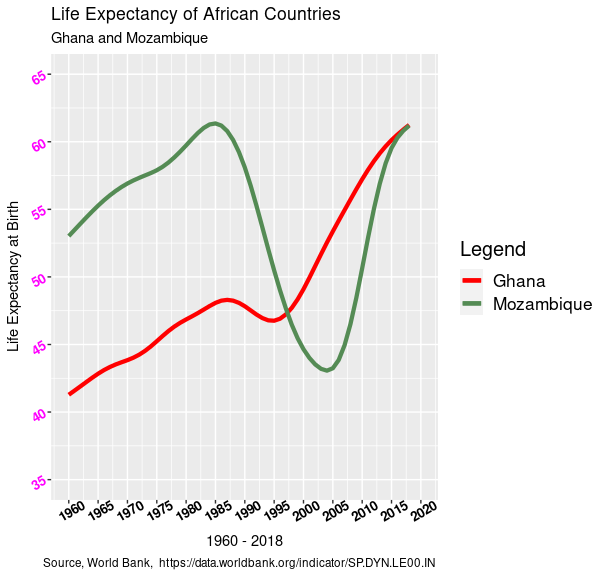 Life Expectancy of African Countries
Ghana and Mozambique
65
60
55
50
45
40
35
Life Expectancy at Birth
1960 1965 1970 1975 1980 1985 1990 1995 2000 2005 2010 2015 2020
1960 - 2018
Legend
Ghana
Mozambique
Source, World Bank,  https://data.worldbank.org/indicator/SP.DYN.LE00.IN